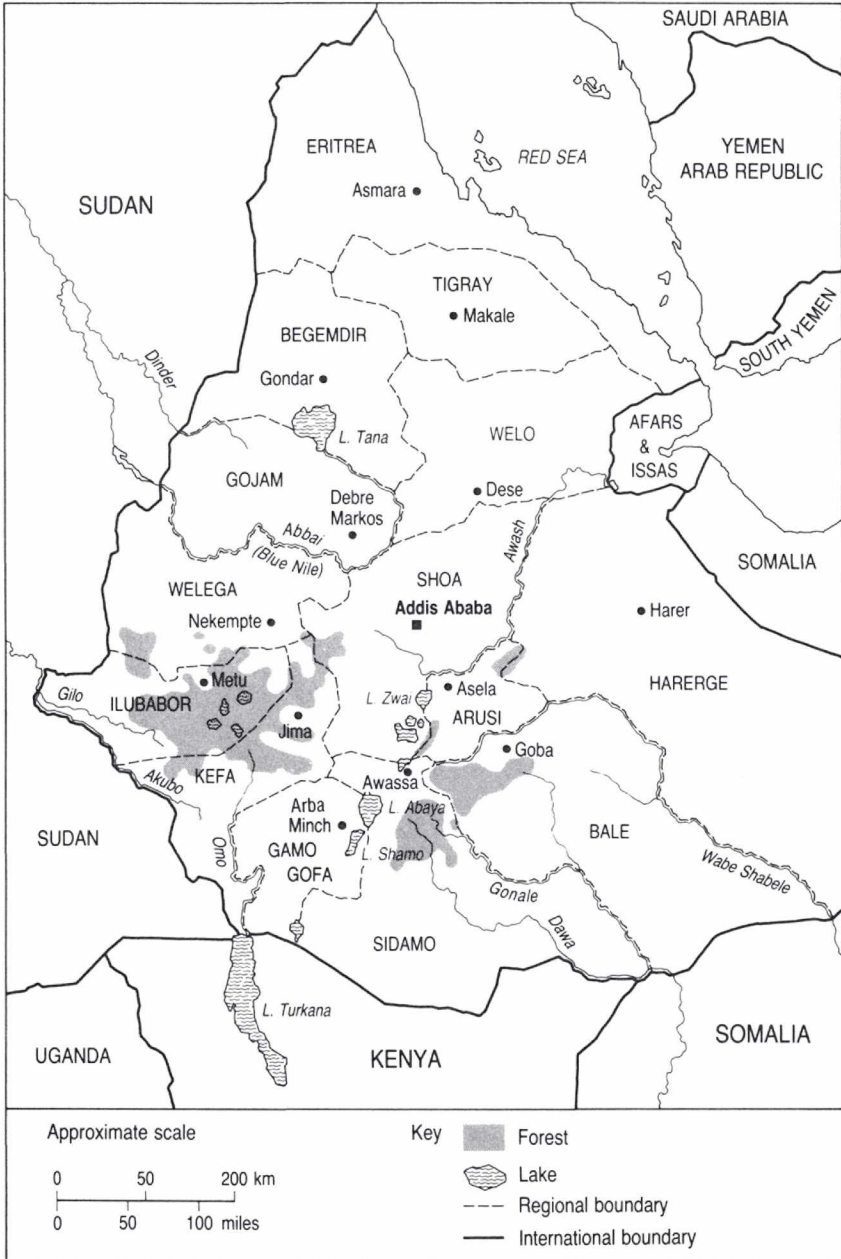 SAUDI ARABIA
YEMEN
ARAB REPUBLIC
RED SEA
ERITREA
Asmara
SUDAN
TIGRAY
Makale
SOUTH YEMEN
BEGEMDIR
Dinder
Gondar
L. Tana
WELO
AFARS
&
ISSAS
GOJAM
Dese
Debre
Markos
Abbai
(Blue Nile)
Awash
SOMALIA
WELEGA
SHOA
Addis Ababa
Harer
Nekempte
Metu
Gilo
ILUBABOR
L. Zwai
Asela
HARERGE
ARUSI
Jima
Goba
KEFA
Akubo
Awassa
Arba
Minch
L. Abaya
BALE
SUDAN
Omo
GAMO
GOFA
L. Shamo
Wabe Shabele
Gonale
SIDAMO
Dawa
L. Turkana
UGANDA
KENYA
SOMALIA
Approximate scale
0 50 200 km
0 50 100 miles
Key
Forest
Lake
Regional boundary
International boundary